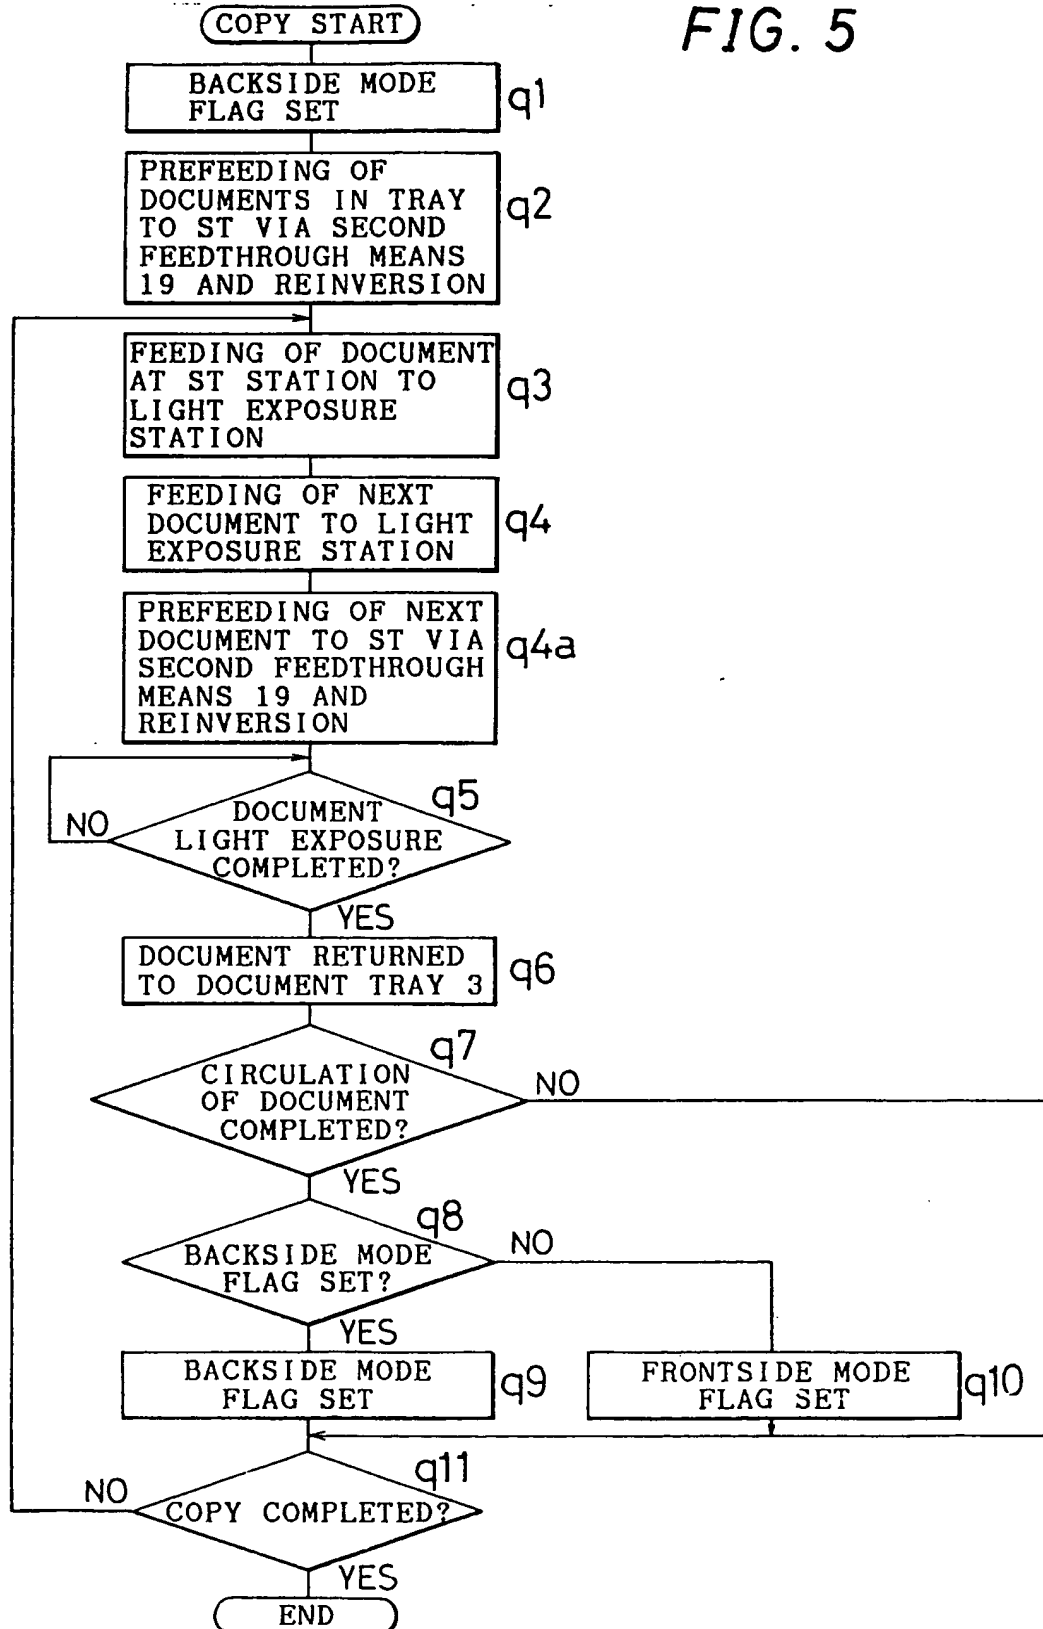 FIG. 5
COPY START
BACKSIDE MODE
FLAG SET
q1
PREFEEDING OF
DOCUMENTS IN TRAY
TO ST VIA SECOND
FEEDTHROUGH MEANS
19 AND REINVERSION
q2
FEEDING OF DOCUMENT
AT ST STATION TO
LIGHT EXPOSURE
STATION
q3
FEEDING OF NEXT
DOCUMENT TO LIGHT
EXPOSURE STATION
q4
PREFEEDING OF NEXT
DOCUMENT TO ST VIA
SECOND FEEDTHROUGH
MEANS 19 AND
REINVERSION
q4a
q5
DOCUMENT
LIGHT EXPOSURE
COMPLETED?
NO
YES
DOCUMENT RETURNED
TO DOCUMENT TRAY 3
q6
q7
CIRCULATION
OF DOCUMENT
COMPLETED?
NO
YES
q8
BACKSIDE MODE
FLAG SET?
NO
YES
BACKSIDE MODE
FLAG SET
q9
FRONTSIDE MODE
FLAG SET
q10
q11
COPY COMPLETED?
NO
YES
END